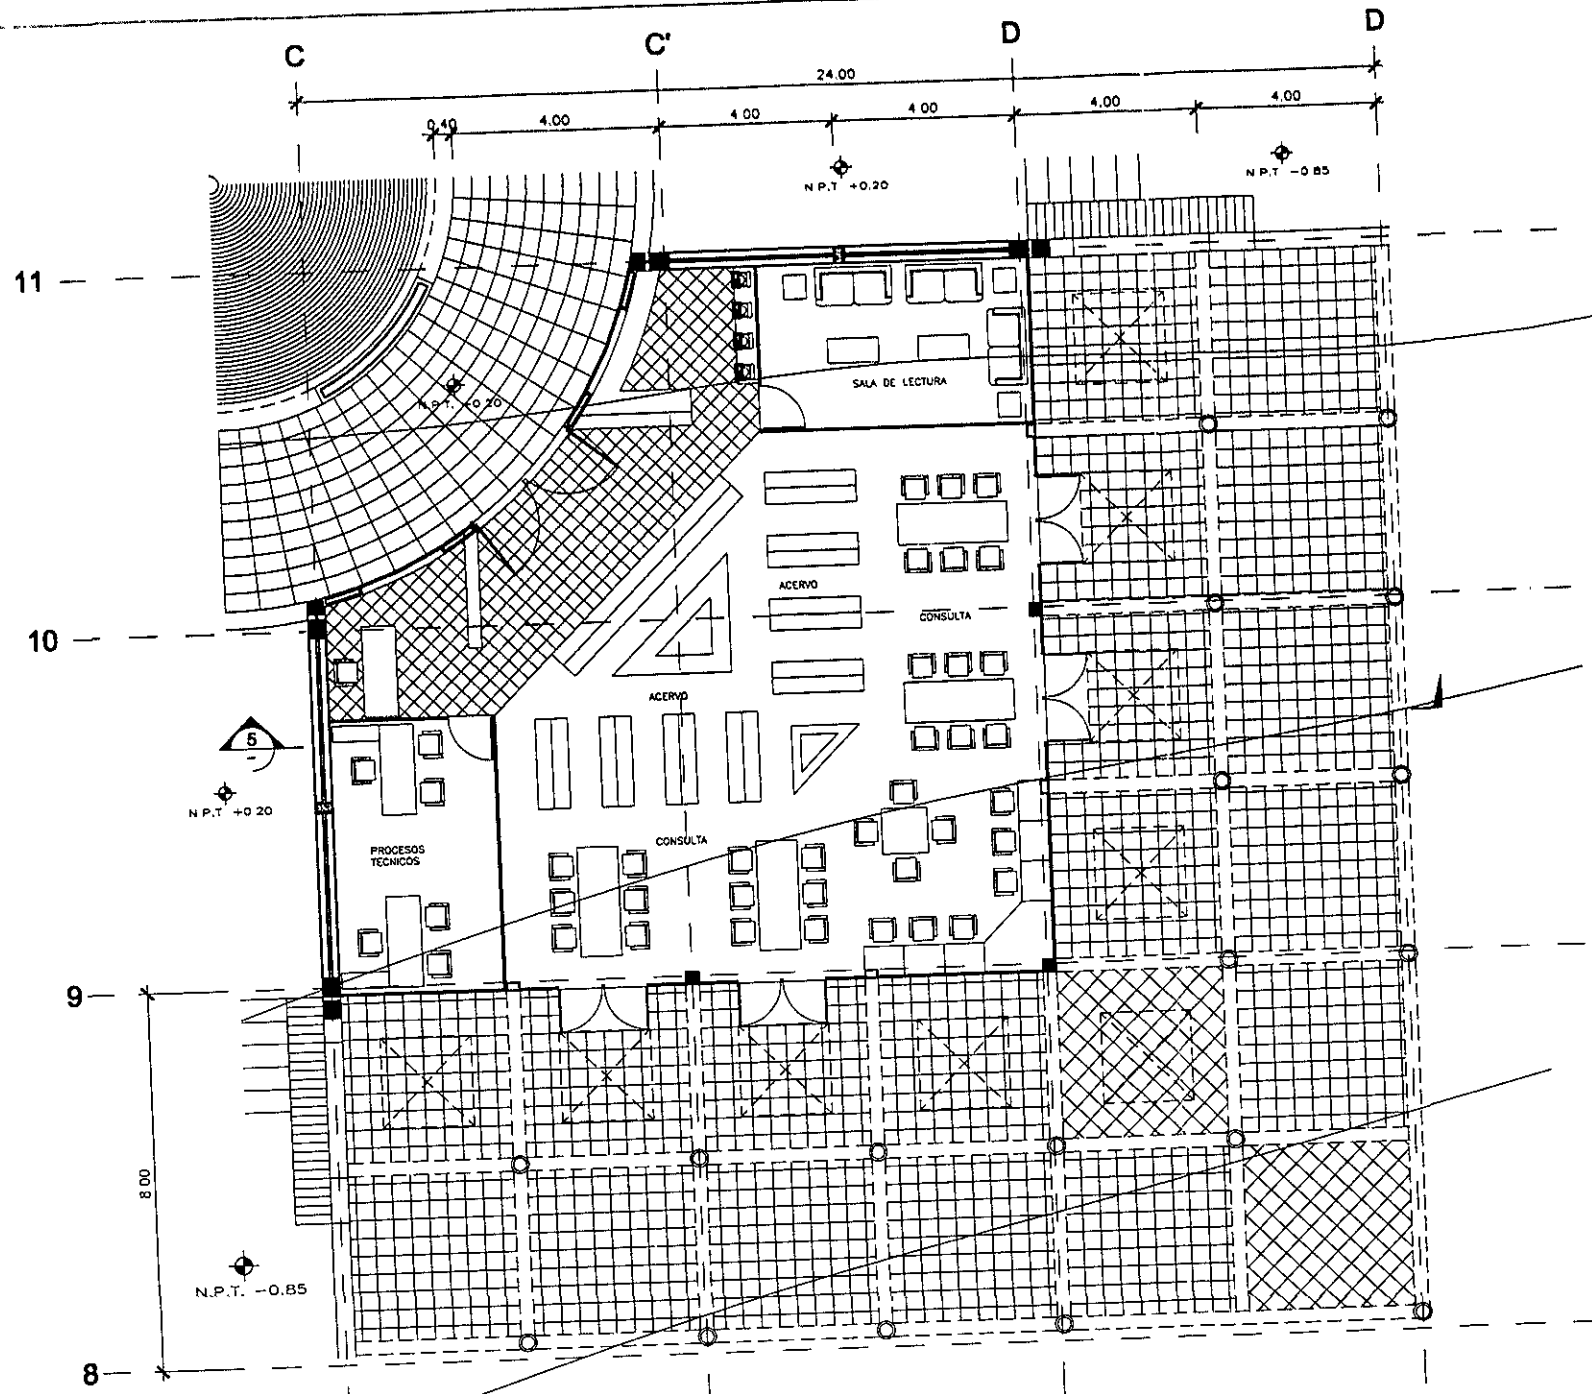 C
C'
D
D
24.00
0.40
4.00
4.00
4.00
4.00
4.00
N.P.T +0.20
N.P.T -0.85
11
N.P.T. +0.20
SALA DE LECTURA
ACERVO
CONSULTA
10
ACERVO
5
N.P.T +0.20
PROCESOS
TECNICOS
CONSULTA
9
8.00
N.P.T. -0.85
8